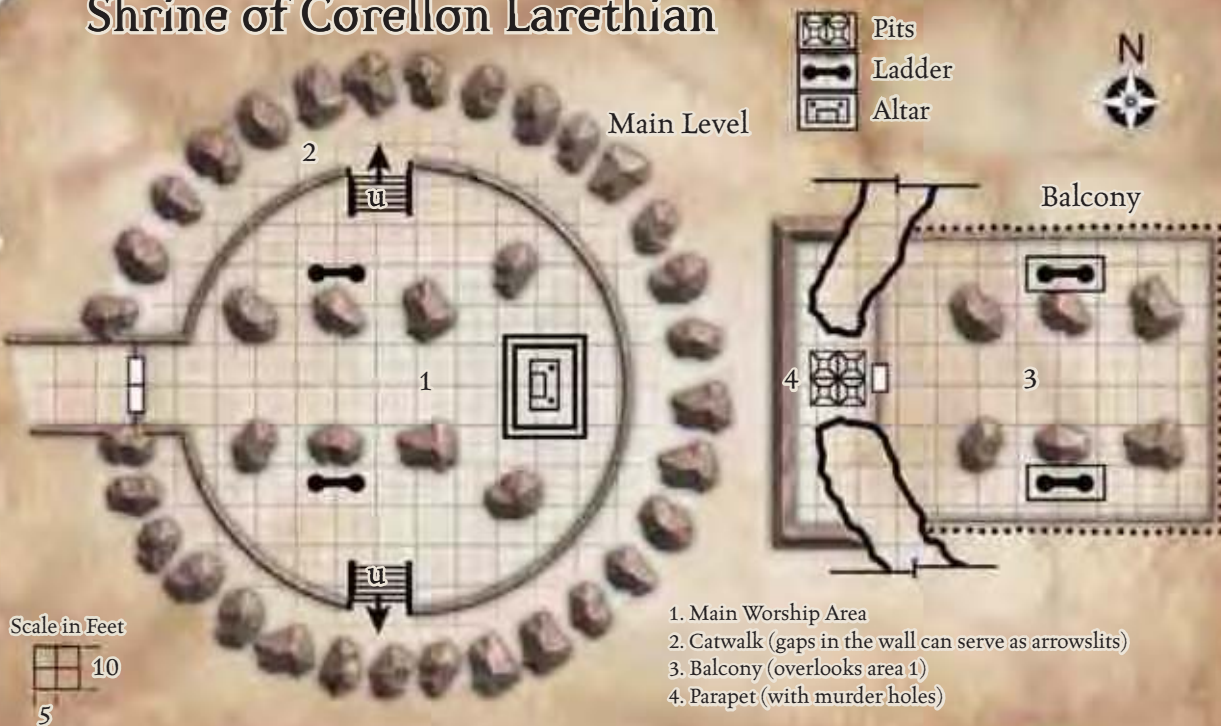 Shrine of Corellon Larethian
Pits
Ladder
Altar
N
Main Level
2
u
Balcony
1
4
3
u
Scale in Feet
10
5
1. Main Worship Area
2. Catwalk (gaps in the wall can serve as arrowslits)
3. Balcony (overlooks area 1)
4. Parapet (with murder holes)